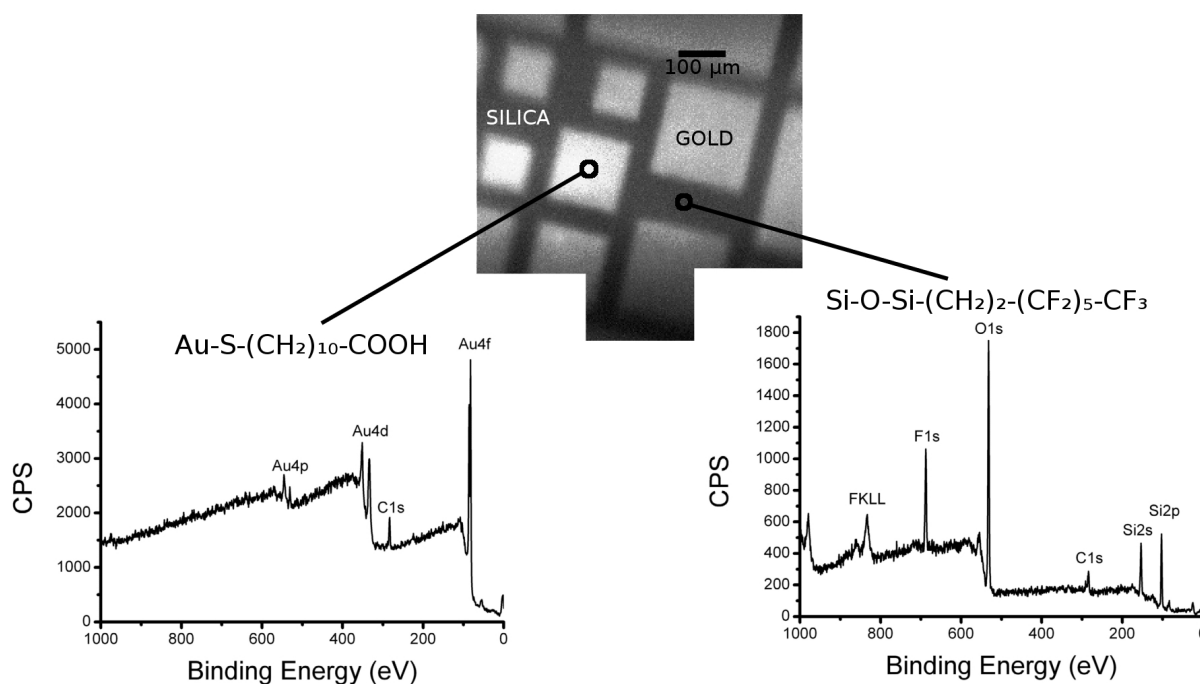 100 μm
SILICA
GOLD
Au-S-(CH₂)₁₀-COOH
Si-O-Si-(CH₂)₂-(CF₂)₅-CF₃
5000
4000
3000
2000
1000
0
CPS
Au4f
Au4d
Au4p
C1s
1000 800 600 400 200 0
Binding Energy (eV)
1800
1600
1400
1200
1000
800
600
400
200
0
CPS
O1s
F1s
FKLL
Si2p
Si2s
C1s
1000 800 600 400 200
Binding Energy (eV)